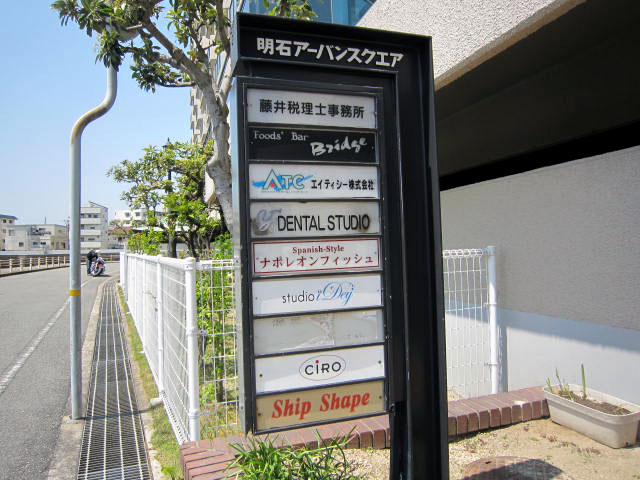 明石アーバンスクエア
藤井税理士事務所
Foods' Bar
Bridge
ATC エイティシー株式会社
DENTAL STUDIO
Spanish-Style
"ナポレオンフィッシュ"
studio i'Dej
CIRO
Ship Shape